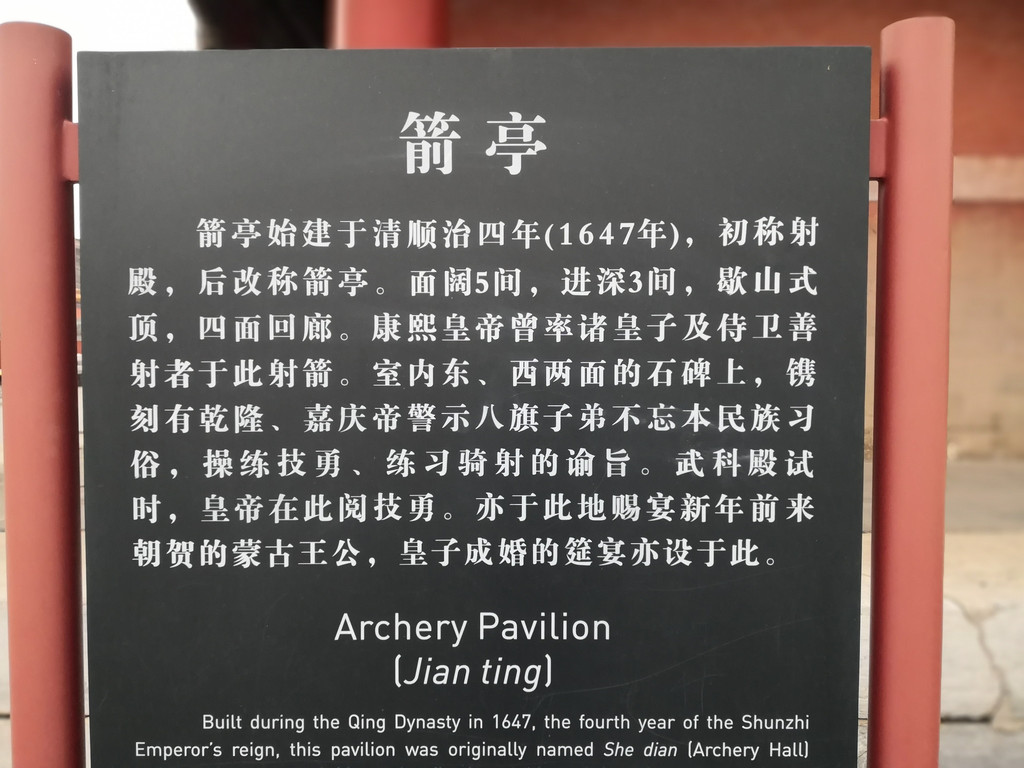 箭亭
箭亭始建于清顺治四年(1647年)，初称射
殿，后改称箭亭。面阔5间，进深3间，歇山式
顶，四面回廊。康熙皇帝曾率诸皇子及侍卫善
射者于此射箭。室内东、西两面的石碑上，镌
刻有乾隆、嘉庆帝警示八旗子弟不忘本民族习
俗，操练技勇、练习骑射的谕旨。武科殿试
时，皇帝在此阅技勇。亦于此地赐宴新年前来
朝贺的蒙古王公，皇子成婚的筵宴亦设于此。
Archery Pavilion
(Jian ting)
Built during the Qing Dynasty in 1647, the fourth year of the Shunzhi
Emperor's reign, this pavilion was originally named She dian (Archery Hall)